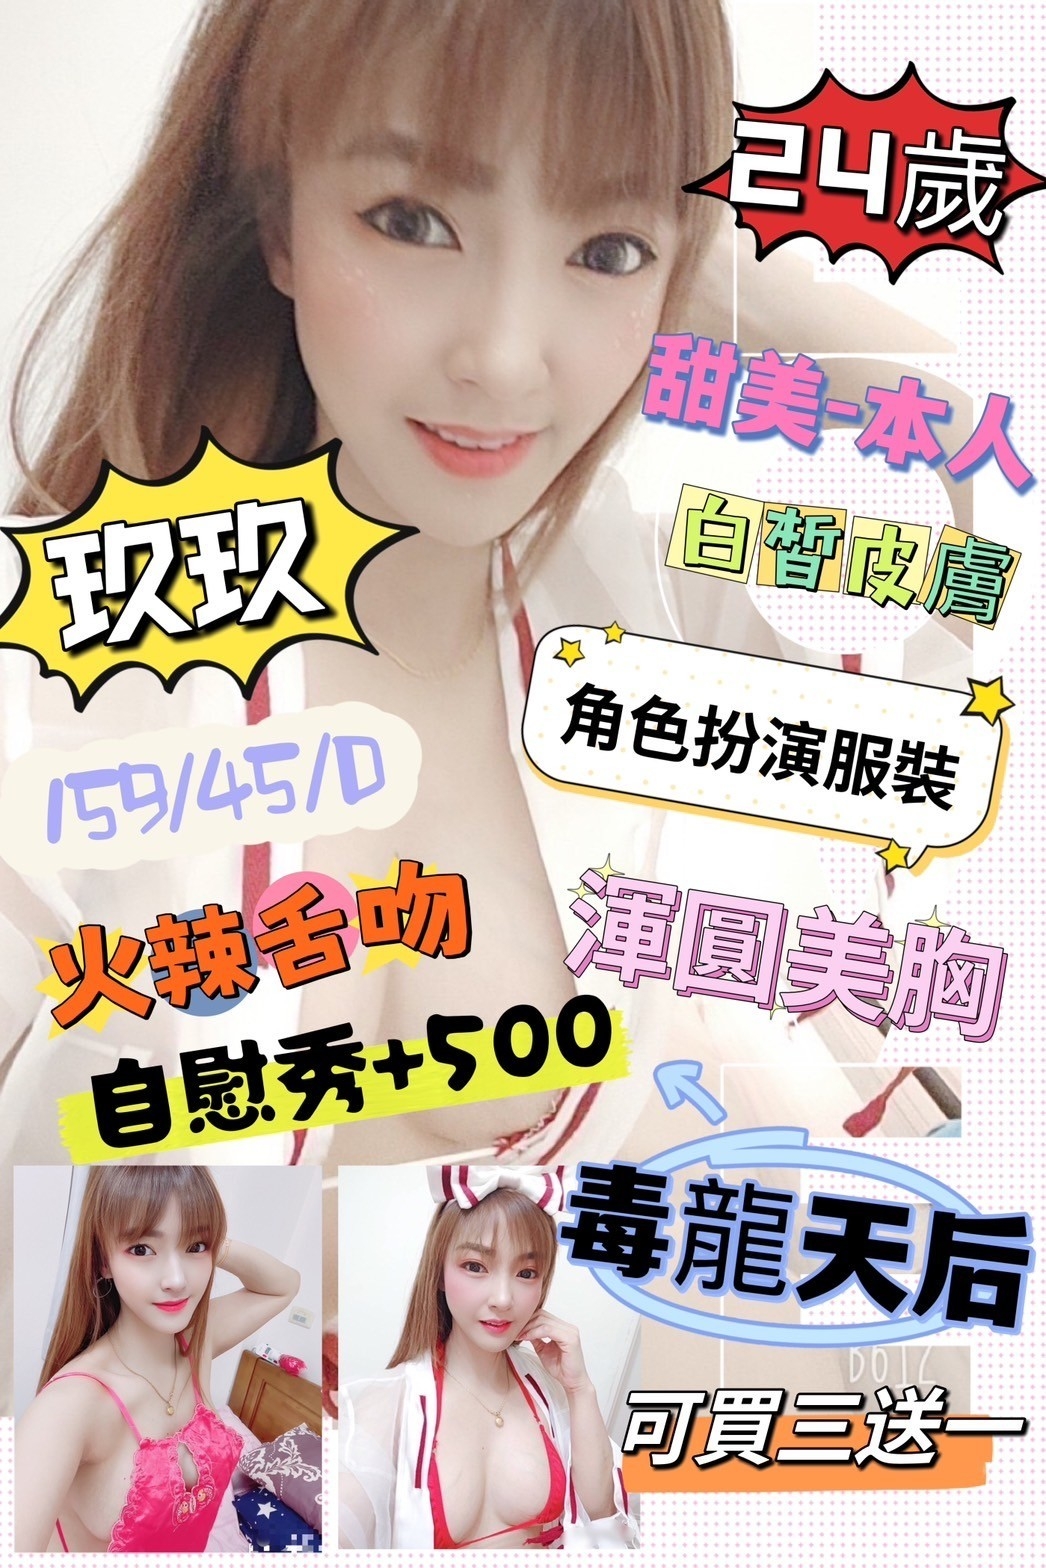 24歲
甜美-本人
玖玖
白皙皮膚
角色扮演服裝
159/45/D
火辣舌吻
渾圓美胸
自慰秀+500
毒龍天后
B612
可買三送一